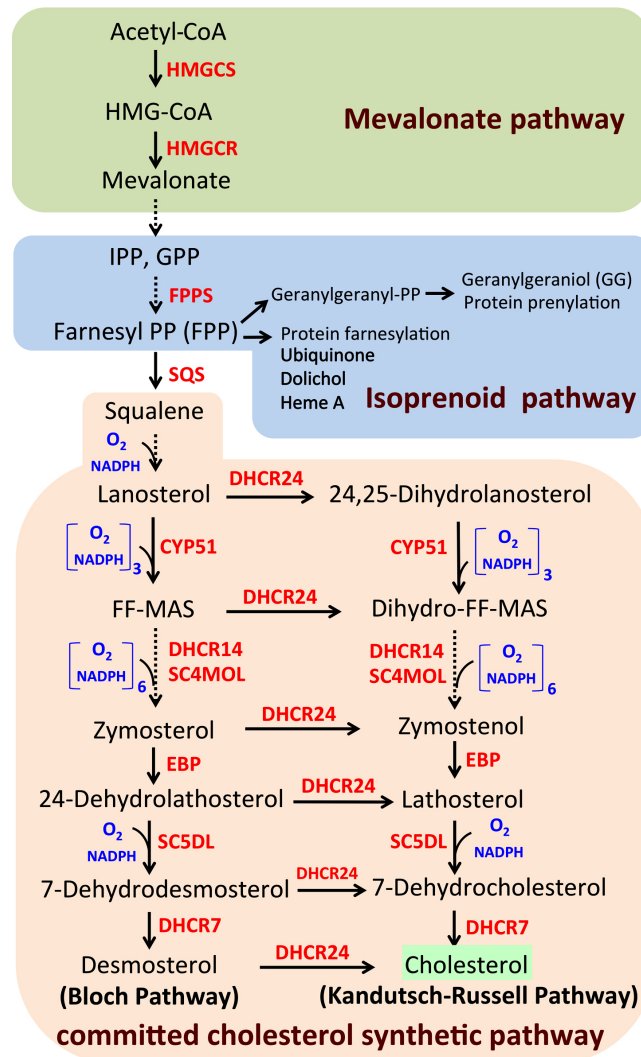 Acetyl-CoA
HMGCS
HMG-CoA
Mevalonate pathway
HMGCR
Mevalonate
IPP, GPP
FPPS
Geranylgeranyl-PP
Geranylgeraniol (GG)
Protein prenylation
Farnesyl PP (FPP)
Protein farnesylation
Ubiquinone
Dolichol
Heme A
Isoprenoid pathway
SQS
Squalene
O2
NADPH
Lanosterol
DHCR24
24,25-Dihydrolanosterol
O2
NADPH
3
CYP51
CYP51
O2
NADPH
3
FF-MAS
DHCR24
Dihydro-FF-MAS
O2
NADPH
6
DHCR14
SC4MOL
DHCR14
SC4MOL
O2
NADPH
6
Zymosterol
DHCR24
Zymostenol
EBP
EBP
24-Dehydrolathosterol
DHCR24
Lathosterol
O2
NADPH
SC5DL
SC5DL
O2
NADPH
7-Dehydrodesmosterol
DHCR24
7-Dehydrocholesterol
DHCR7
DHCR7
Desmosterol
DHCR24
Cholesterol
(Bloch Pathway)
(Kandutsch-Russell Pathway)
committed cholesterol synthetic pathway